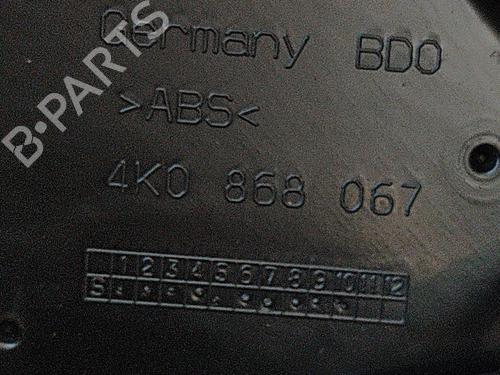 Germany BDO
>ABS<
4K0 868 067
1 2 3 4 5 6 7 8 9 10 11 12
S
B-PARTS